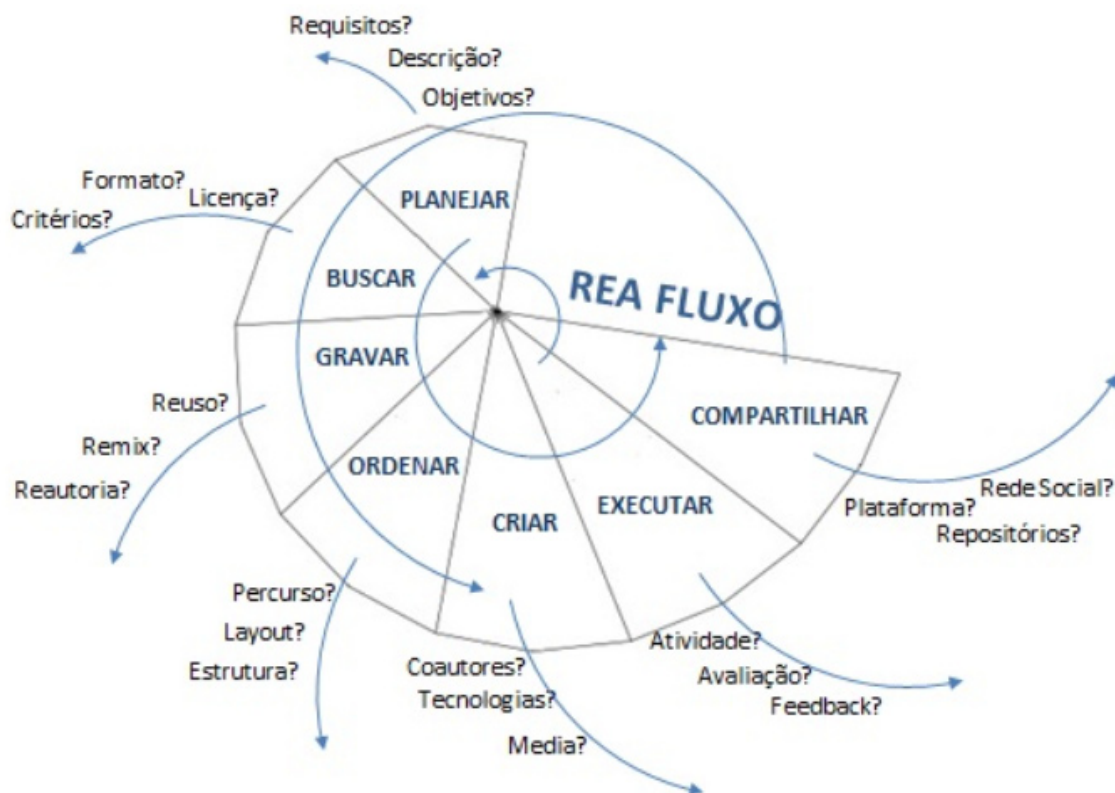 Requisitos?
Descrição?
Objetivos?
Formato?
Licença?
Critérios?
PLANEJAR
BUSCAR
REA FLUXO
GRAVAR
COMPARTILHAR
Reuso?
Remix?
Reautoria?
ORDENAR
CRIAR
EXECUTAR
Rede Social?
Plataforma?
Repositórios?
Percurso?
Layout?
Estrutura?
Coautores?
Tecnologias?
Media?
Atividade?
Avaliação?
Feedback?